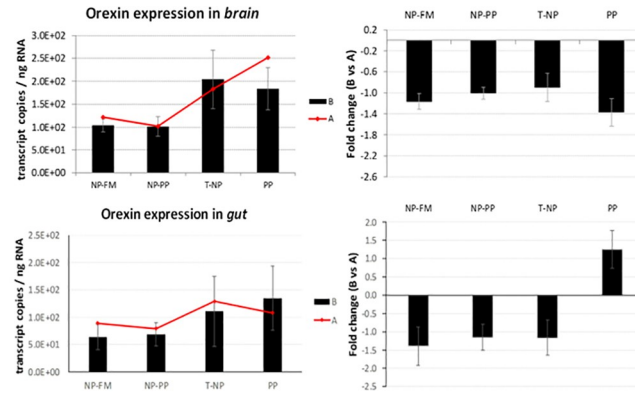 Orexin expression in brain
transcript copies / ng RNA
3.0E+02
2.5E+02
2.0E+02
1.5E+02
1.0E+02
5.0E+01
0.0E+00
NP-FM NP-PP T-NP PP
B
A
NP-FM NP-PP T-NP PP
Fold change (B vs A)
0.2
-0.2
-0.6
-1.0
-1.4
-1.8
-2.2
-2.6
Orexin expression in gut
transcript copies / ng RNA
2.5E+02
2.0E+02
1.5E+02
1.0E+02
5.0E+01
0.0E+00
NP-FM NP-PP T-NP PP
B
A
NP-FM NP-PP T-NP PP
Fold change (B vs A)
2.0
1.5
1.0
0.5
0.0
-0.5
-1.0
-1.5
-2.0
-2.5